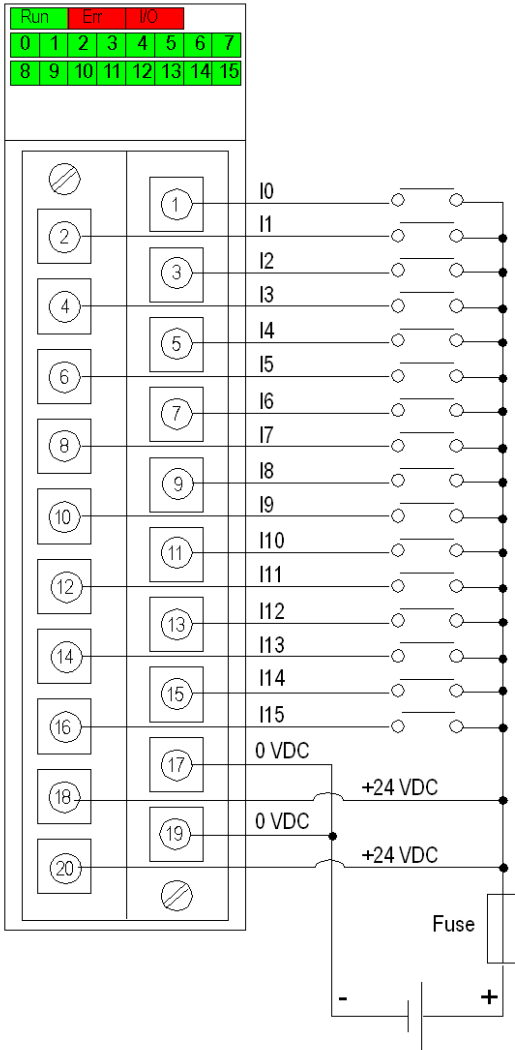 Run Err I/O
0 1 2 3 4 5 6 7
8 9 10 11 12 13 14 15
1 I0
2 I1
3 I2
4 I3
5 I4
6 I5
7 I6
8 I7
9 I8
10 I9
11 I10
12 I11
13 I12
14 I13
15 I14
16 I15
17 0 VDC
18 +24 VDC
19 0 VDC
20 +24 VDC
Fuse
- +